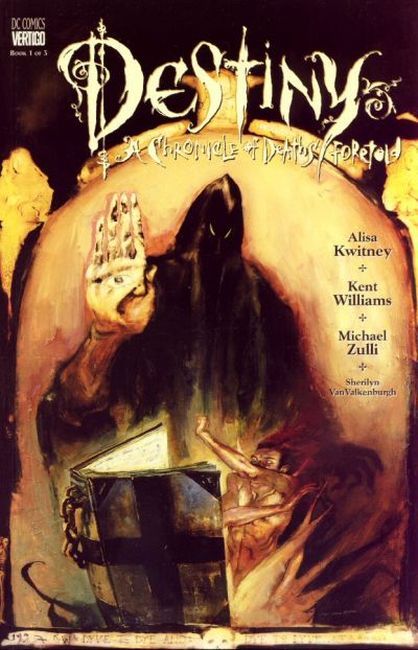 DC COMICS
VERTIGO
BOOK 1 OF 3
DESTINY
A CHRONICLE OF DEATHS FORETOLD
Alisa
Kwitney
Kent
Williams
Michael
Zulli
Sherilyn
VanValkenburgh